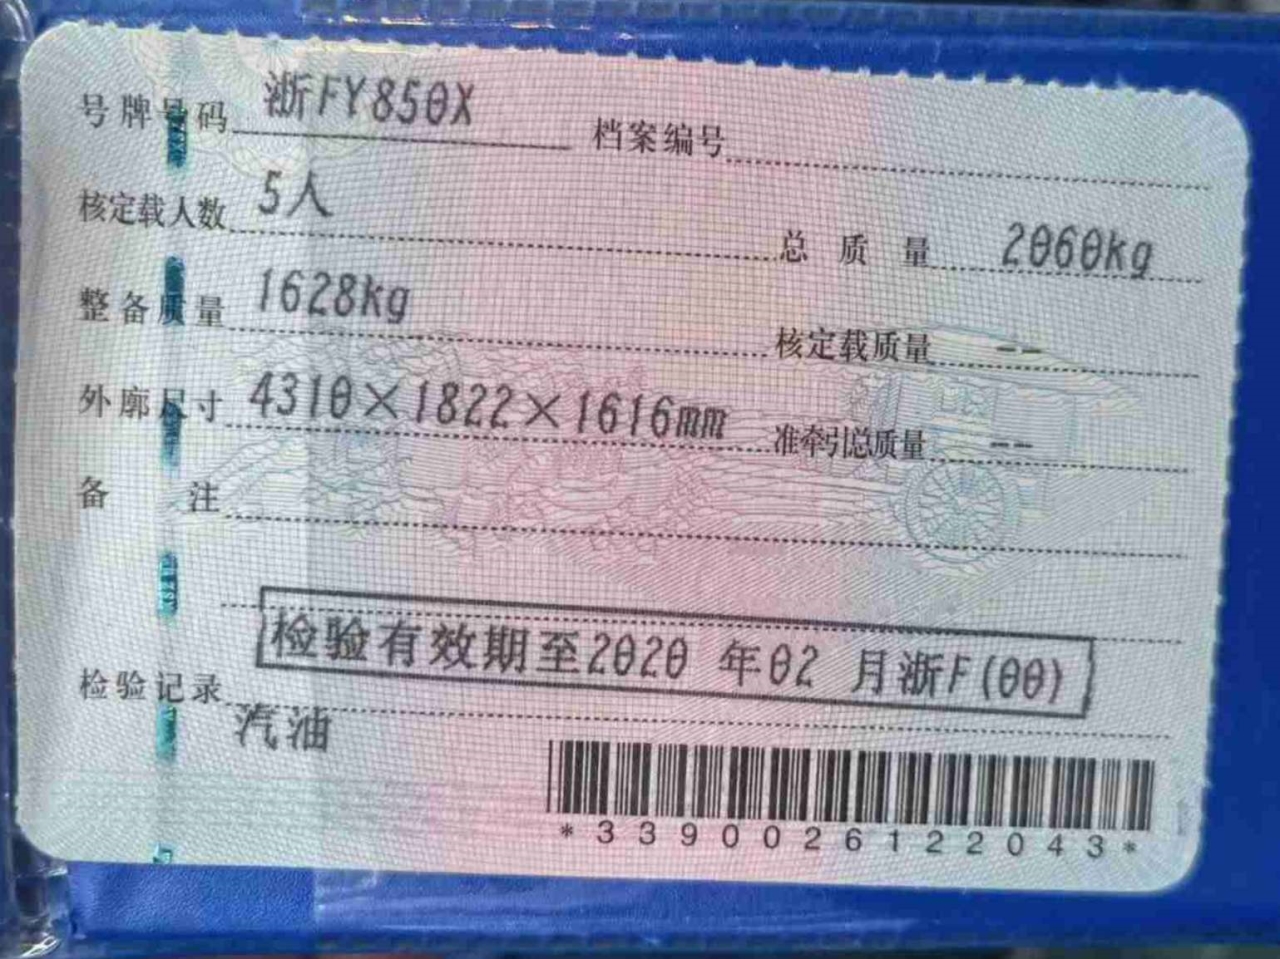 号牌号码 浙FY850X 档案编号
核定载人数 5人 总质量 2060kg
整备质量 1628kg 核定载质量 --
外廓尺寸 4310×1822×1616mm 准牵引总质量 --
备注
检验有效期至2020 年02 月浙F(00)
检验记录
汽油
*3390026122043*